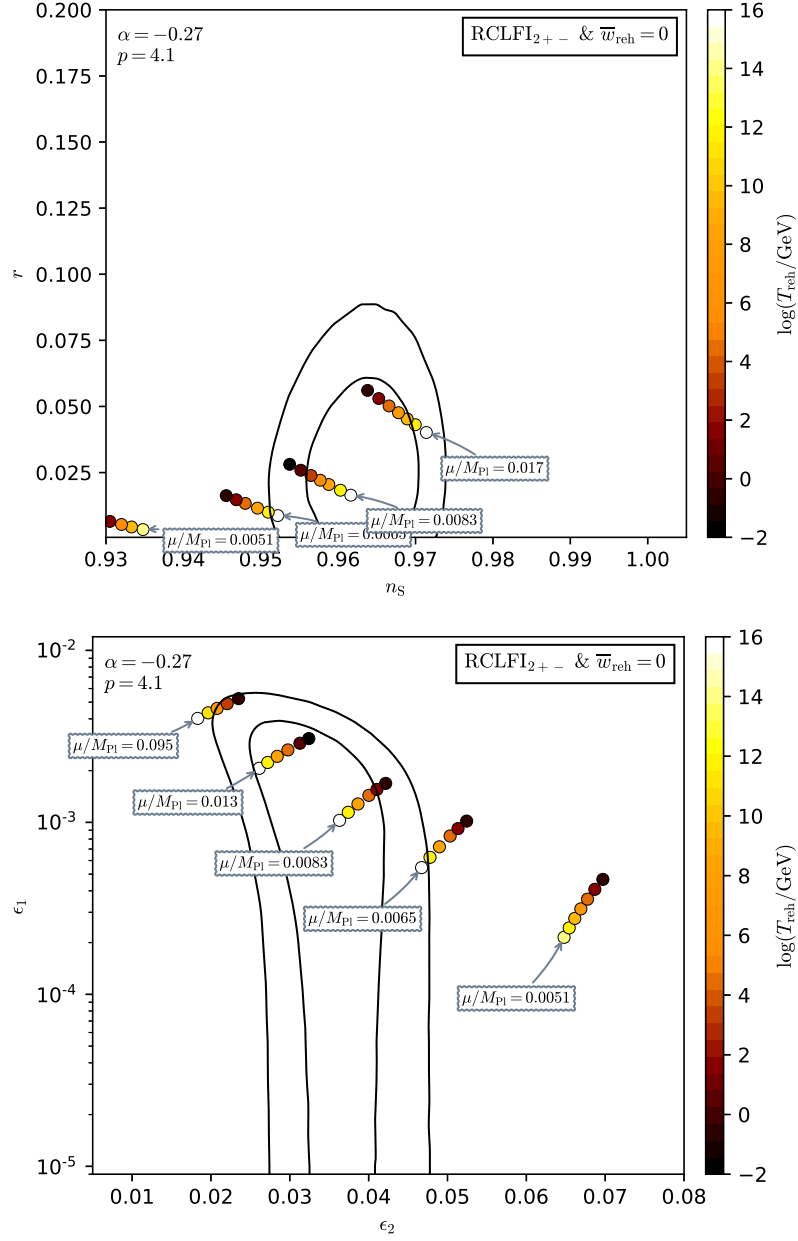 α = −0.27
p = 4.1
RCLFI2+− & w̅reh = 0
0.200
0.175
0.150
0.125
0.100
0.075
0.050
0.025
r
μ/MPl = 0.017
μ/MPl = 0.0083
μ/MPl = 0.0065
μ/MPl = 0.0051
0.93 0.94 0.95 0.96 0.97 0.98 0.99 1.00
nS
16
14
12
10
8
6
4
2
0
−2
log(Treh/GeV)
α = −0.27
p = 4.1
RCLFI2+− & w̅reh = 0
10-2
10-3
10-4
10-5
ϵ1
μ/MPl = 0.095
μ/MPl = 0.013
μ/MPl = 0.0083
μ/MPl = 0.0065
μ/MPl = 0.0051
0.01 0.02 0.03 0.04 0.05 0.06 0.07 0.08
ϵ2
16
14
12
10
8
6
4
2
0
−2
log(Treh/GeV)